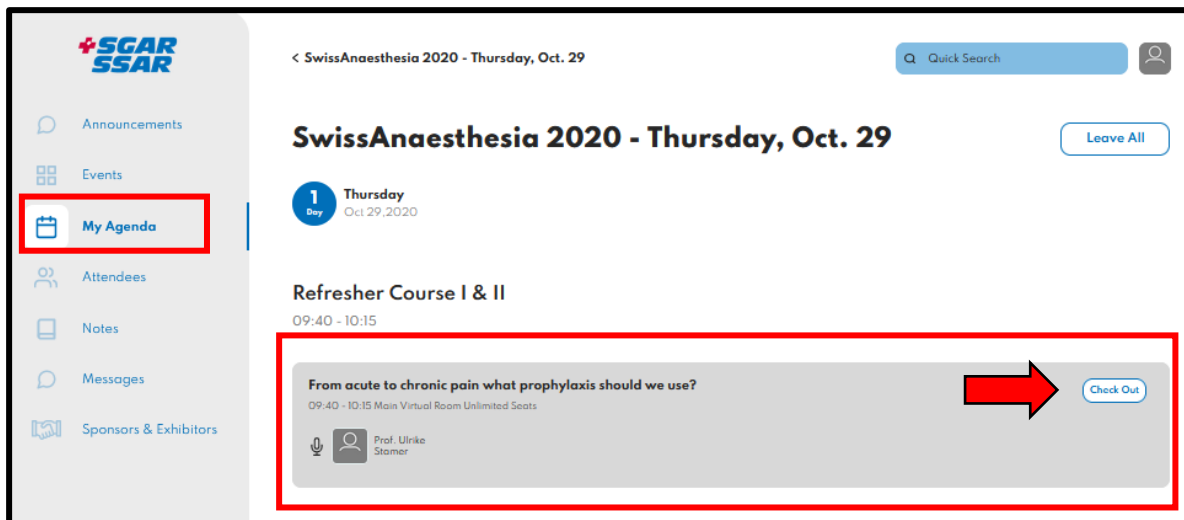 SGAR
SSAR
Announcements
Events
My Agenda
Attendees
Notes
Messages
Sponsors & Exhibitors
< SwissAnaesthesia 2020 - Thursday, Oct. 29
Quick Search
SwissAnaesthesia 2020 - Thursday, Oct. 29
Leave All
1
Day
Thursday
Oct 29,2020
Refresher Course I & II
09:40 - 10:15
From acute to chronic pain what prophylaxis should we use?
09:40 - 10:15 Main Virtual Room Unlimited Seats
Check Out
Prof. Ulrike
Stamer